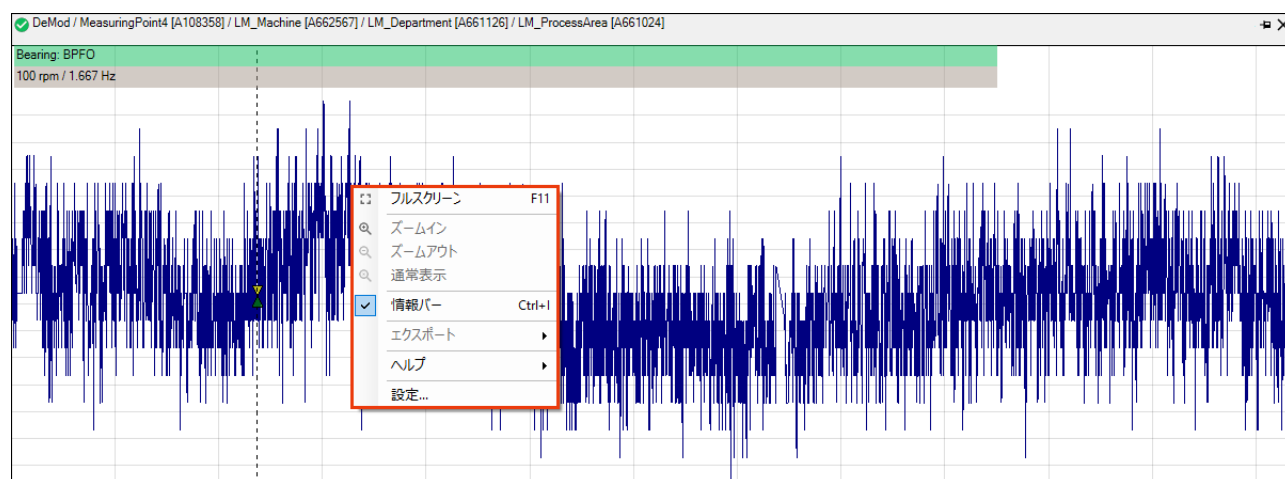 DeMod / MeasuringPoint4 [A108358] / LM_Machine [A662567] / LM_Department [A661126] / LM_ProcessArea [A661024]
Bearing: BPFO
100 rpm / 1.667 Hz
フルスクリーン F11
ズームイン
ズームアウト
通常表示
情報バー Ctrl+I
エクスポート
ヘルプ
設定...